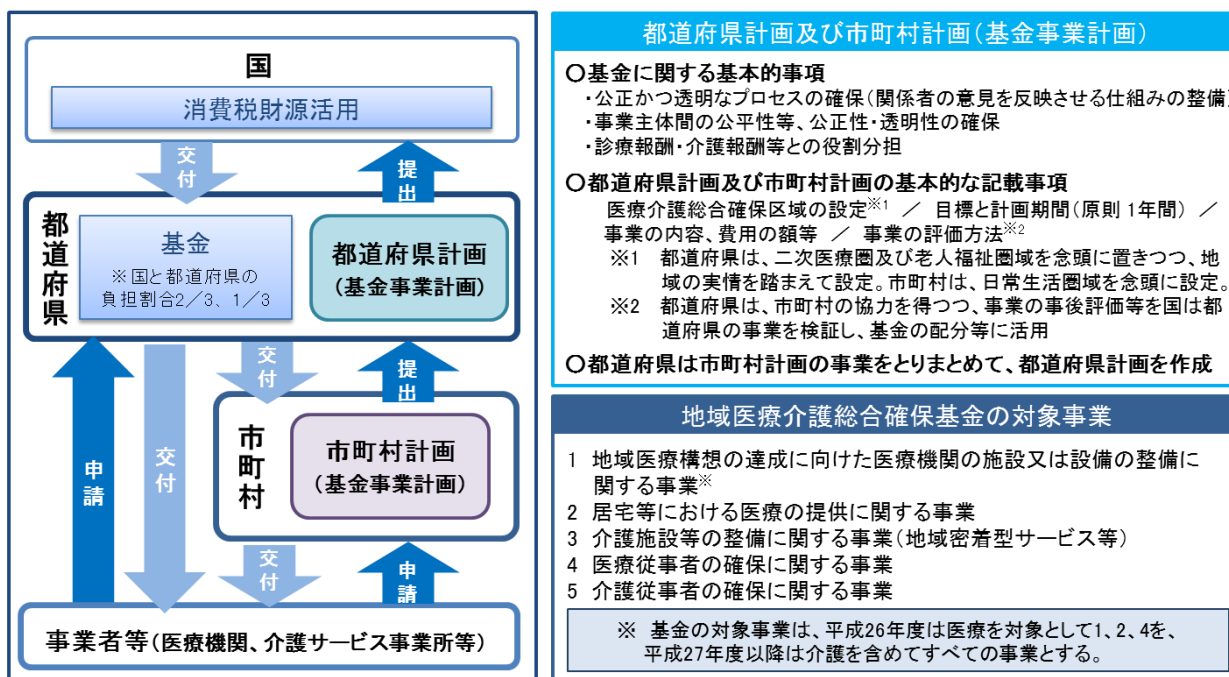 国
消費税財源活用
交付
提出
都道府県
基金
※国と都道府県の
負担割合2/3、1/3
都道府県計画
(基金事業計画)
申請
交付
交付
提出
市町村
市町村計画
(基金事業計画)
交付
申請
事業者等(医療機関、介護サービス事業所等)
都道府県計画及び市町村計画(基金事業計画)
○基金に関する基本的事項
・公正かつ透明なプロセスの確保(関係者の意見を反映させる仕組みの整備)
・事業主体間の公平性等、公正性・透明性の確保
・診療報酬・介護報酬等との役割分担
○都道府県計画及び市町村計画の基本的な記載事項
医療介護総合確保区域の設定※1 / 目標と計画期間(原則1年間) /
事業の内容、費用の額等 / 事業の評価方法※2
※1 都道府県は、二次医療圏及び老人福祉圏域を念頭に置きつつ、地
域の実情を踏まえて設定。市町村は、日常生活圏域を念頭に設定。
※2 都道府県は、市町村の協力を得つつ、事業の事後評価等を国は都
道府県の事業を検証し、基金の配分等に活用
○都道府県は市町村計画の事業をとりまとめて、都道府県計画を作成
地域医療介護総合確保基金の対象事業
1 地域医療構想の達成に向けた医療機関の施設又は設備の整備に
関する事業※
2 居宅等における医療の提供に関する事業
3 介護施設等の整備に関する事業(地域密着型サービス等)
4 医療従事者の確保に関する事業
5 介護従事者の確保に関する事業
※ 基金の対象事業は、平成26年度は医療を対象として1、2、4を、
平成27年度以降は介護を含めてすべての事業とする。